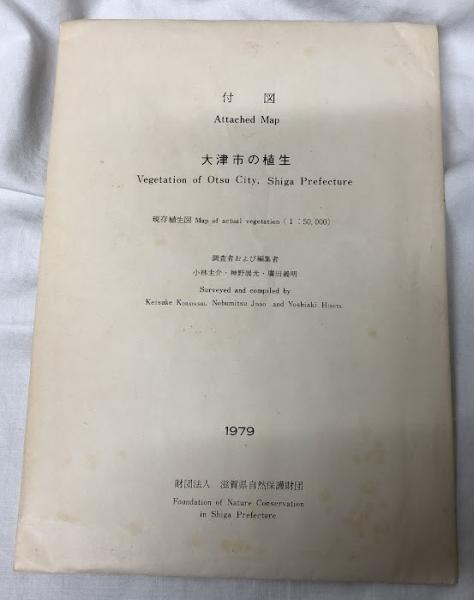 付 図
Attached Map
大津市の植生
Vegetation of Otsu City, Shiga Prefecture
現存植生図 Map of actual vegetation (1:50,000)
調査者および編集者
小林圭介・神野展光・廣田義明
Surveyed and compiled by
Keisuke KOBAYASHI, Nobumitsu JINNO and Yoshiaki HIROTA
1979
財団法人 滋賀県自然保護財団
Foundation of Nature Conservation
in Shiga Prefecture